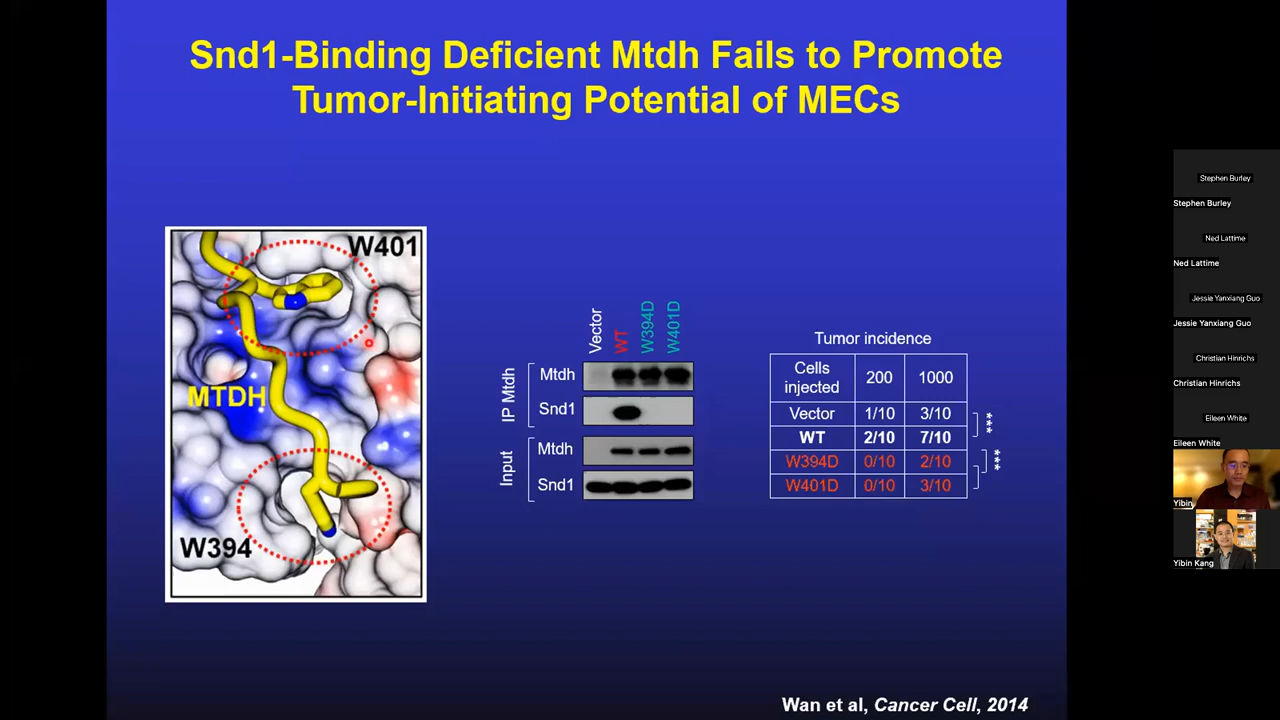 Snd1-Binding Deficient Mtdh Fails to Promote
Tumor-Initiating Potential of MECs
W401
MTDH
W394
Vector
WT
W394D
W401D
IP Mtdh
Mtdh
Snd1
Input
Mtdh
Snd1
Tumor incidence
Cells injected 200 1000
Vector 1/10 3/10
WT 2/10 7/10
W394D 0/10 2/10
W401D 0/10 3/10
***
***
Wan et al, Cancer Cell, 2014
Stephen Burley
Stephen Burley
Ned Lattime
Ned Lattime
Jessie Yanxiang Guo
Jessie Yanxiang Guo
Christian Hinrichs
Christian Hinrichs
Eileen White
Eileen White
Yibin
Yibin Kang